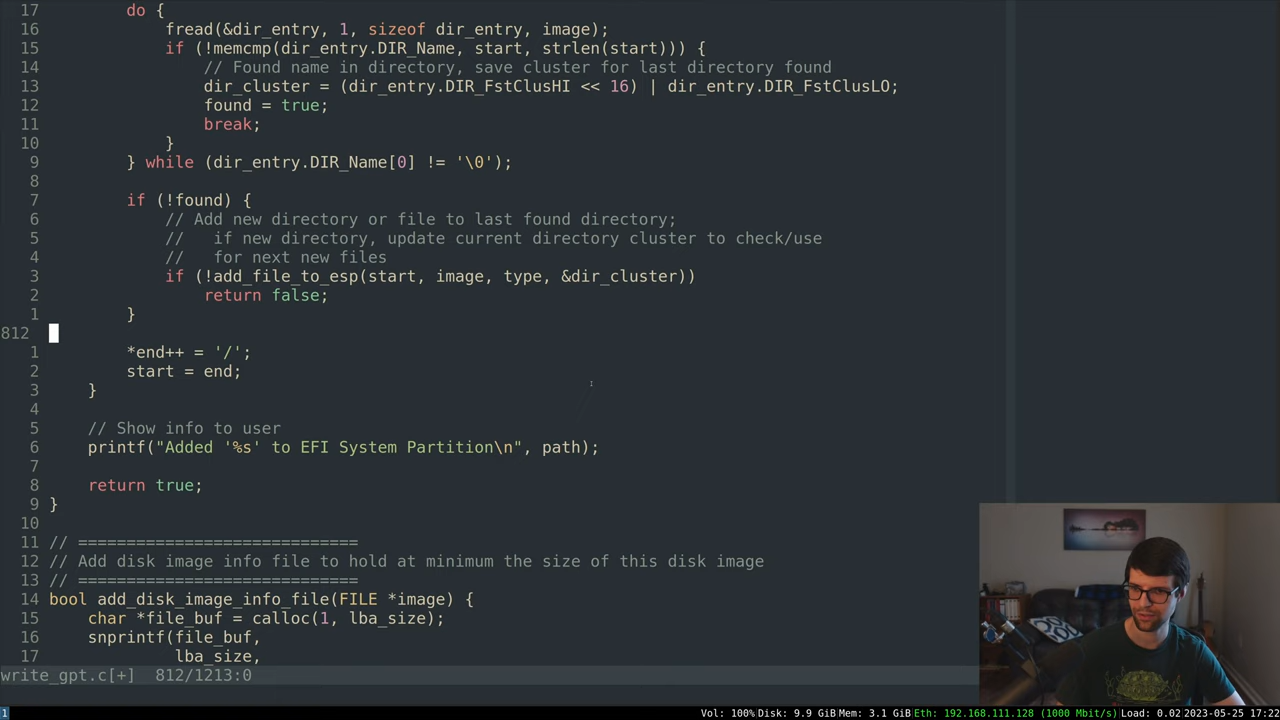 17         do {
16             fread(&dir_entry, 1, sizeof dir_entry, image);
15             if (!memcmp(dir_entry.DIR_Name, start, strlen(start))) {
14                 // Found name in directory, save cluster for last directory found
13                 dir_cluster = (dir_entry.DIR_FstClusHI << 16) | dir_entry.DIR_FstClusLO;
12                 found = true;
11                 break;
10             }
9         } while (dir_entry.DIR_Name[0] != '\0');
8
7         if (!found) {
6             // Add new directory or file to last found directory;
5             //   if new directory, update current directory cluster to check/use
4             //   for next new files
3             if (!add_file_to_esp(start, image, type, &dir_cluster))
2                 return false;
1         }
812
1         *end++ = '/';
2         start = end;
3     }
4
5     // Show info to user
6     printf("Added '%s' to EFI System Partition\n", path);
7
8     return true;
9 }
10
11 // =============================
12 // Add disk image info file to hold at minimum the size of this disk image
13 // =============================
14 bool add_disk_image_info_file(FILE *image) {
15     char *file_buf = calloc(1, lba_size);
16     snprintf(file_buf,
17              lba_size,
write_gpt.c[+]  812/1213:0
1 Vol: 100% Disk: 9.9 GiB Mem: 3.1 GiB Eth: 192.168.111.128 (1000 Mbit/s) Load: 0.02 2023-05-25 17:22